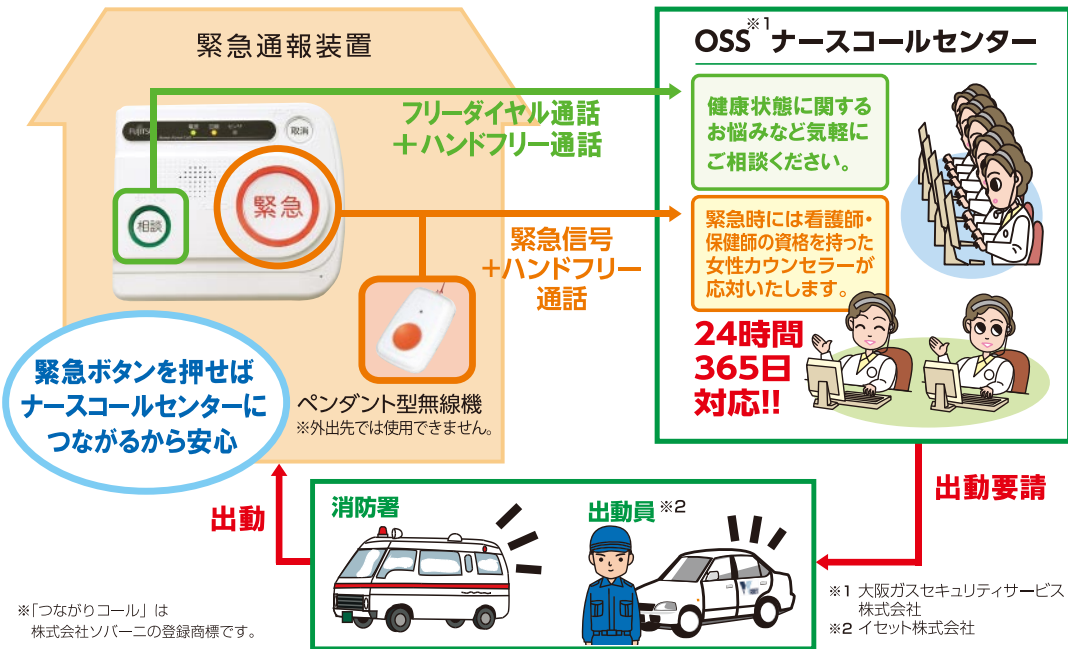 緊急通報装置
FUJITSU
電源
取消
相談
緊急
フリーダイヤル通話
＋ハンドフリー通話
緊急信号
＋ハンドフリー
通話
ペンダント型無線機
※外出先では使用できません。
緊急ボタンを押せば
ナースコールセンターに
つながるから安心
OSS※1ナースコールセンター
健康状態に関する
お悩みなど気軽に
ご相談ください。
緊急時には看護師・
保健師の資格を持った
女性カウンセラーが
応対いたします。
24時間
365日
対応!!
出動要請
消防署
出動員※2
出動
※「つながりコール」は
株式会社ソバーニの登録商標です。
※1 大阪ガスセキュリティサービス
株式会社
※2 イセット株式会社